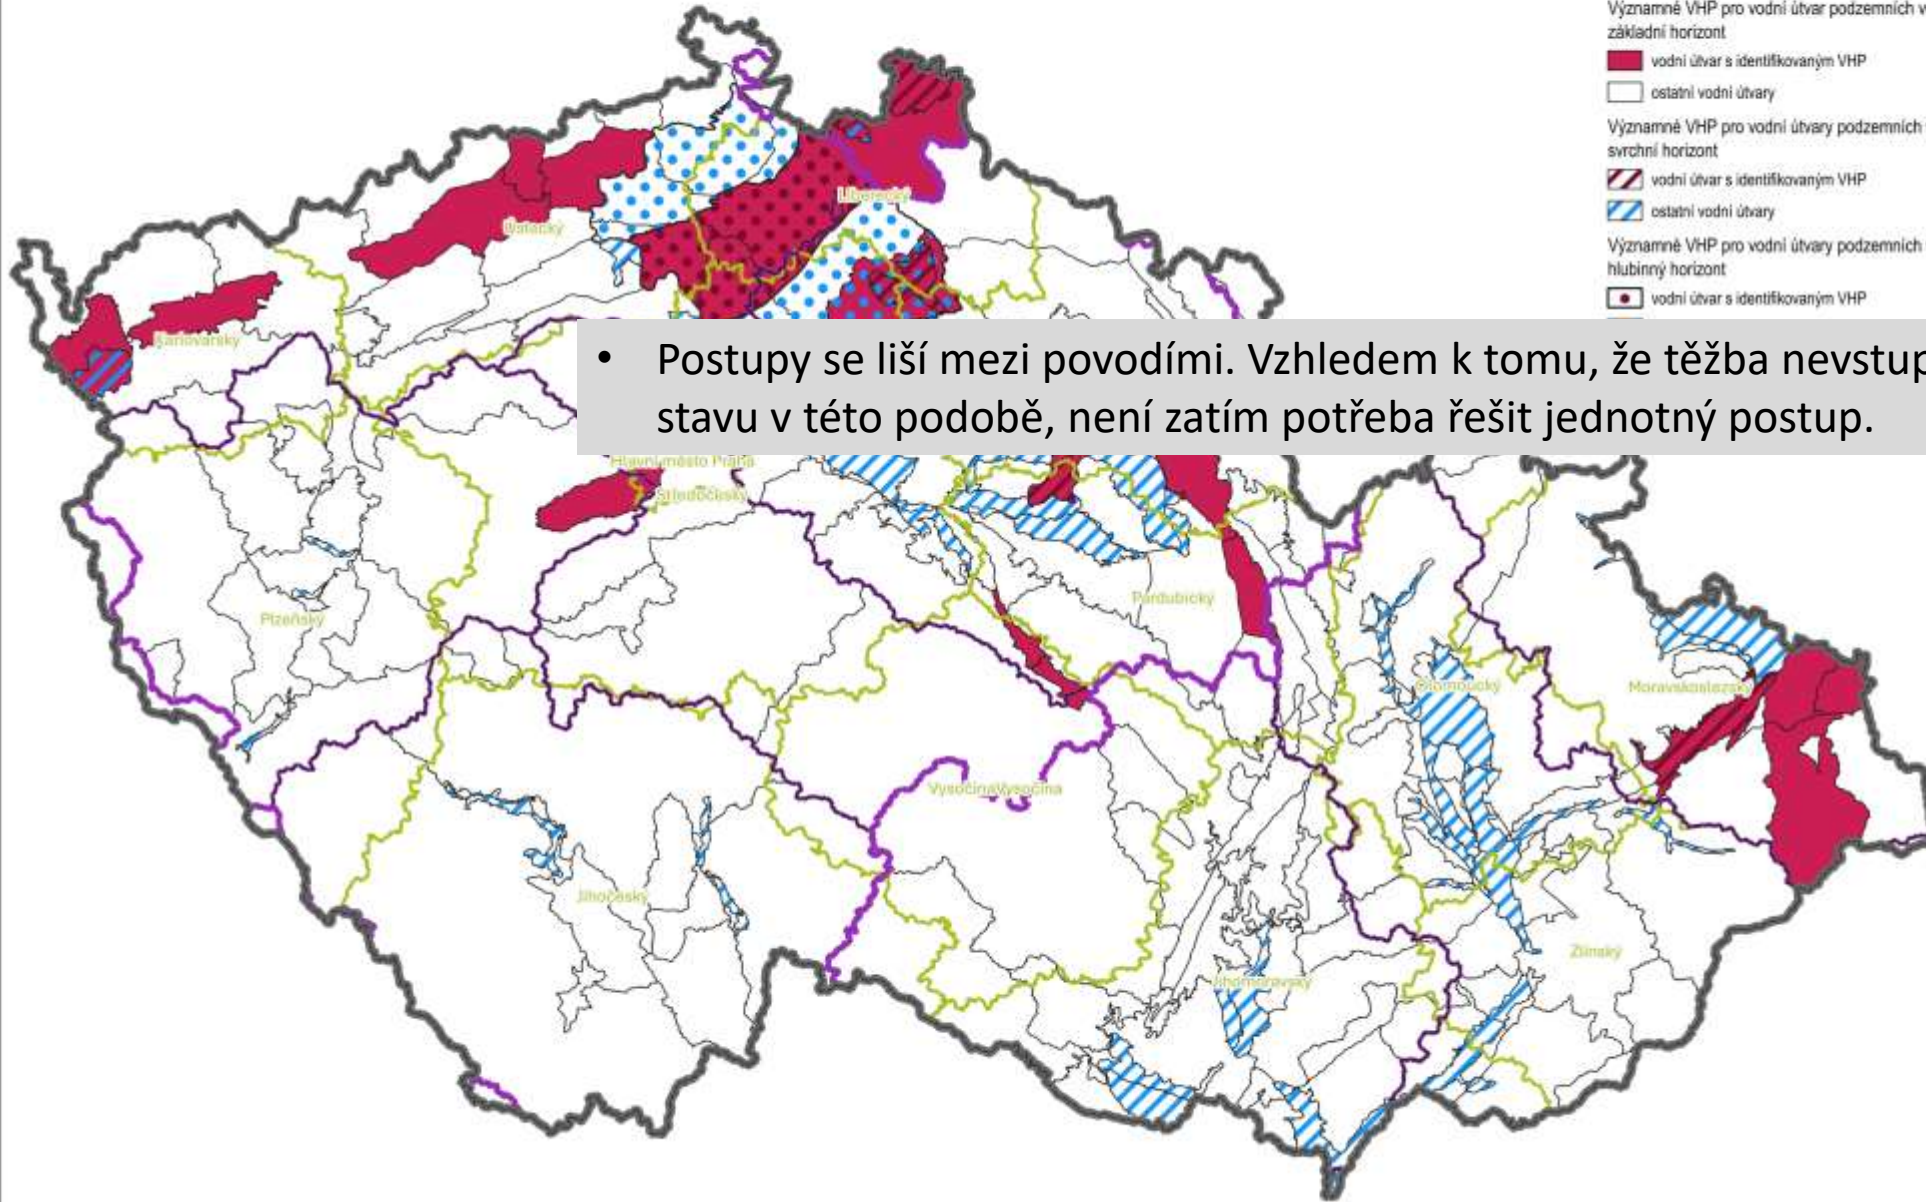 Významné VHP pro vodní útvar podzemních v
základní horizont
vodní útvar s identifikovaným VHP
ostatní vodní útvary
Významné VHP pro vodní útvary podzemních
svrchní horizont
vodní útvar s identifikovaným VHP
ostatní vodní útvary
Významné VHP pro vodní útvary podzemních
hlubinný horizont
vodní útvar s identifikovaným VHP
Liberecký
Ústecký
Karlovarský
• Postupy se liší mezi povodími. Vzhledem k tomu, že těžba nevstup
stavu v této podobě, není zatím potřeba řešit jednotný postup.
Hlavní město Praha
Středočeský
Pardubický
Plzeňský
Olomoucký
Moravskoslezský
Vysočina Vysočina
Jihočeský
Zlínský
Jihomoravský